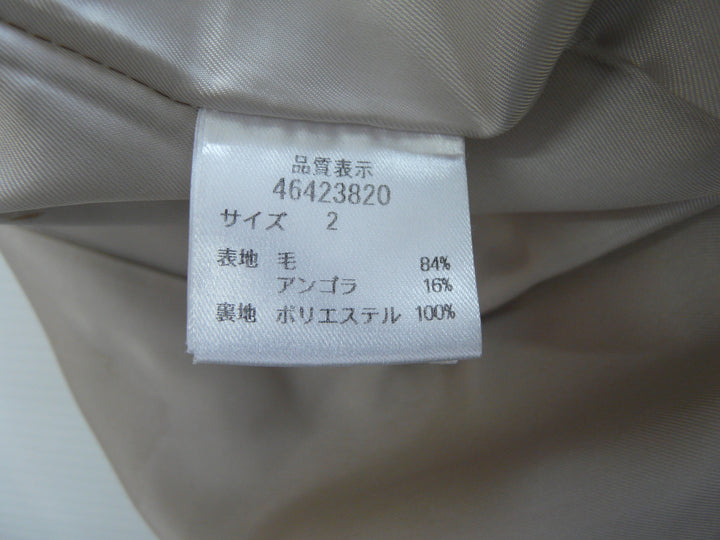 品質表示
46423820
サイズ 2
表地 毛 84%
アンゴラ 16%
裏地 ポリエステル 100%